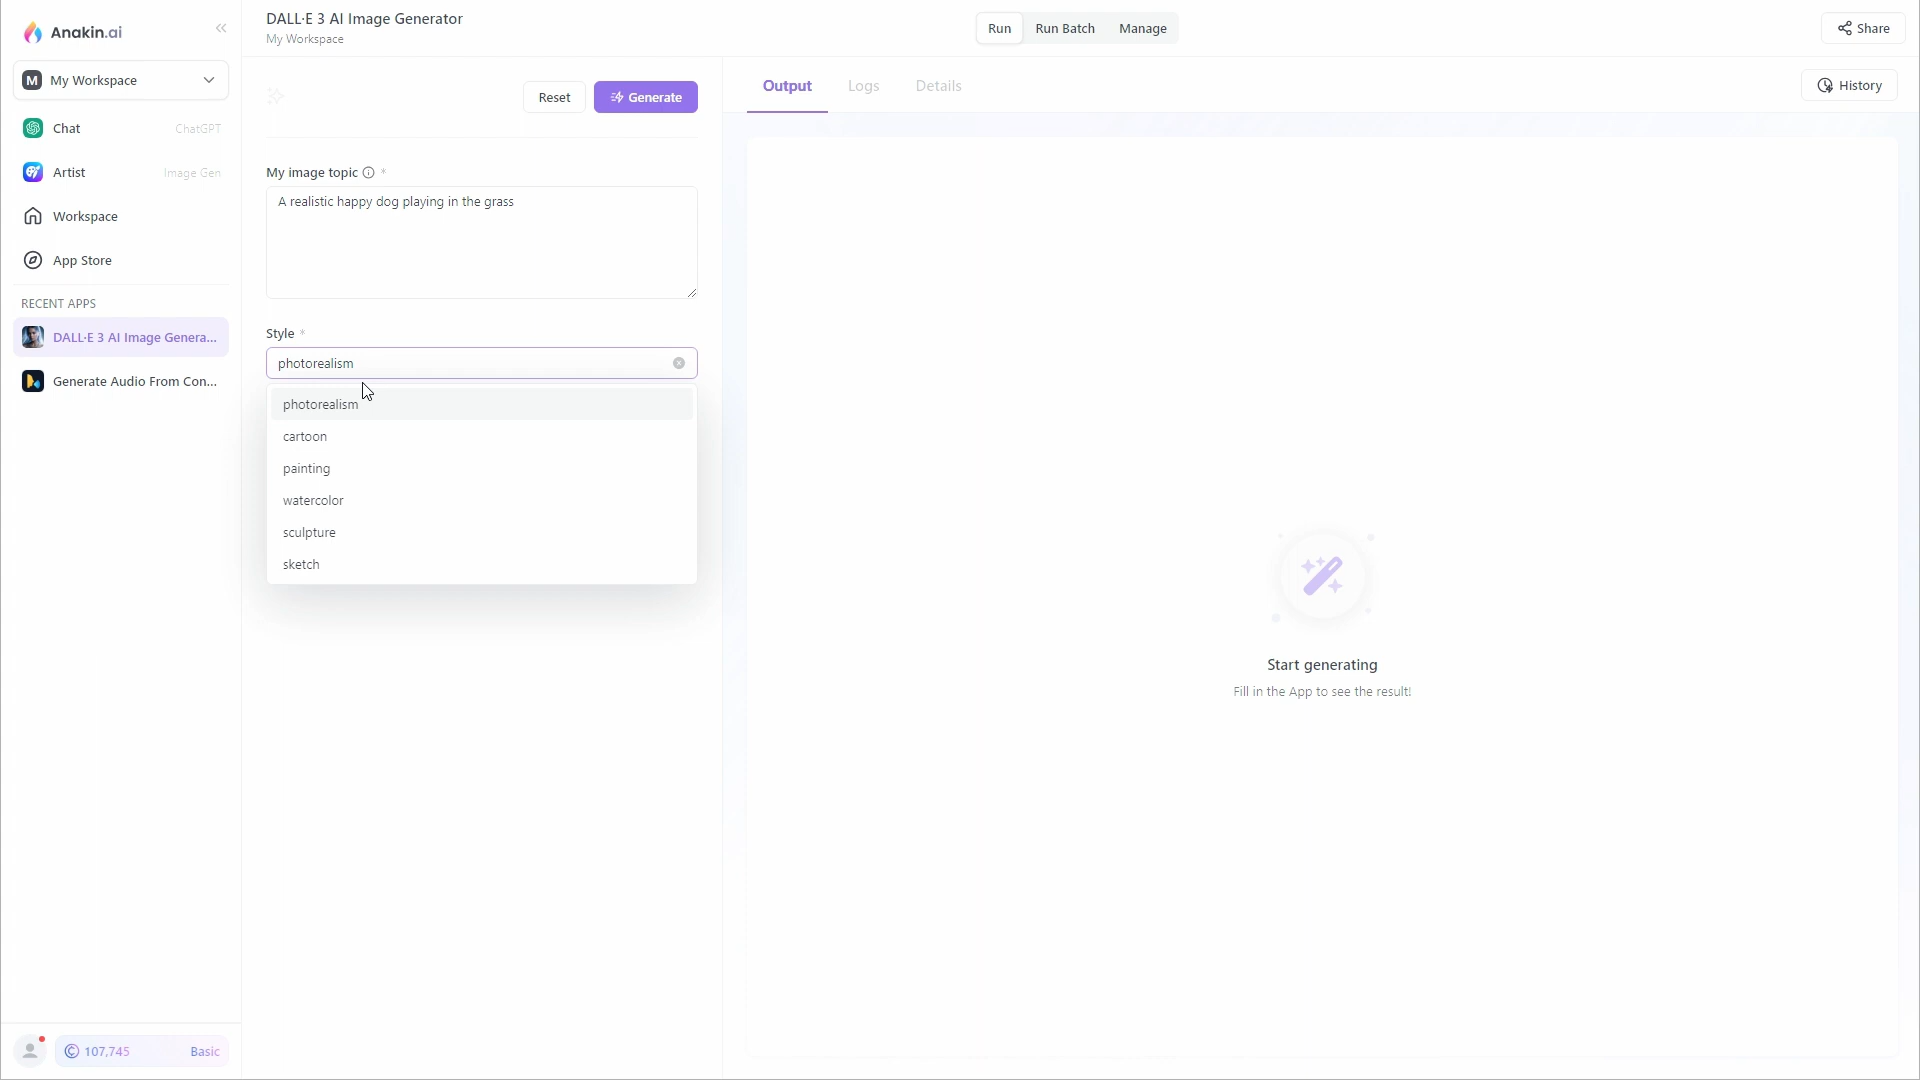 Anakin.ai
M My Workspace
Chat ChatGPT
Artist Image Gen
Workspace
App Store
RECENT APPS
DALL·E 3 AI Image Genera...
Generate Audio From Con...
107,745 Basic
DALL·E 3 AI Image Generator
My Workspace
Run Run Batch Manage
Share
Reset Generate
My image topic *
A realistic happy dog playing in the grass
Style *
photorealism
photorealism
cartoon
painting
watercolor
sculpture
sketch
Output Logs Details
History
Start generating
Fill in the App to see the result!